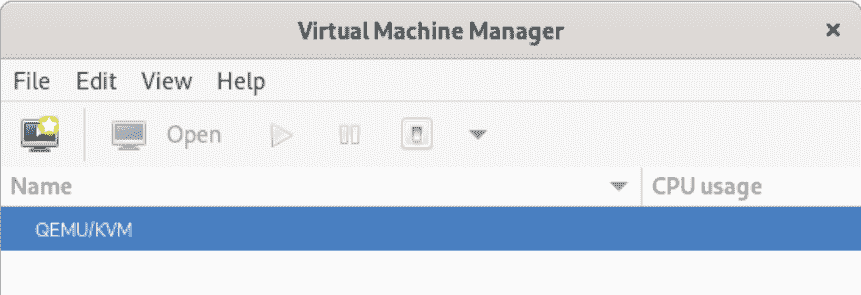 Virtual Machine Manager
File Edit View Help
Open
Name CPU usage
QEMU/KVM